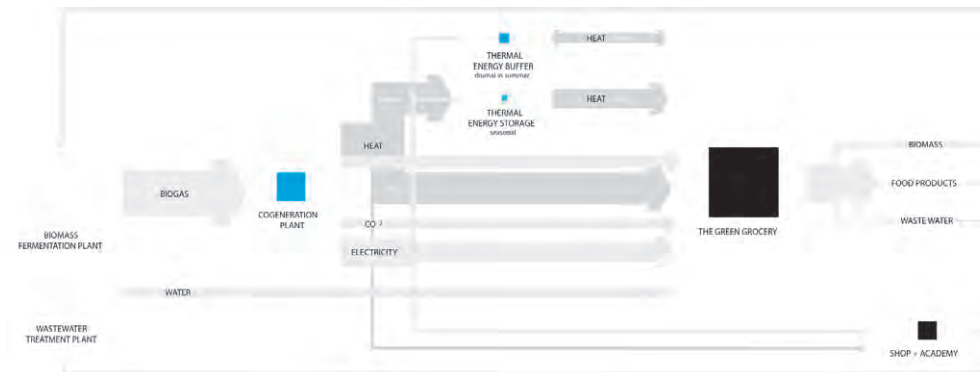 HEAT
THERMAL
ENERGY BUFFER
diurnal in summer
HEAT
THERMAL
ENERGY STORAGE
seasonal
HEAT
BIOMASS
BIOGAS
FOOD PRODUCTS
COGENERATION
PLANT
CO 2
WASTE WATER
THE GREEN GROCERY
BIOMASS
FERMENTATION PLANT
ELECTRICITY
WATER
WASTEWATER
TREATMENT PLANT
SHOP + ACADEMY